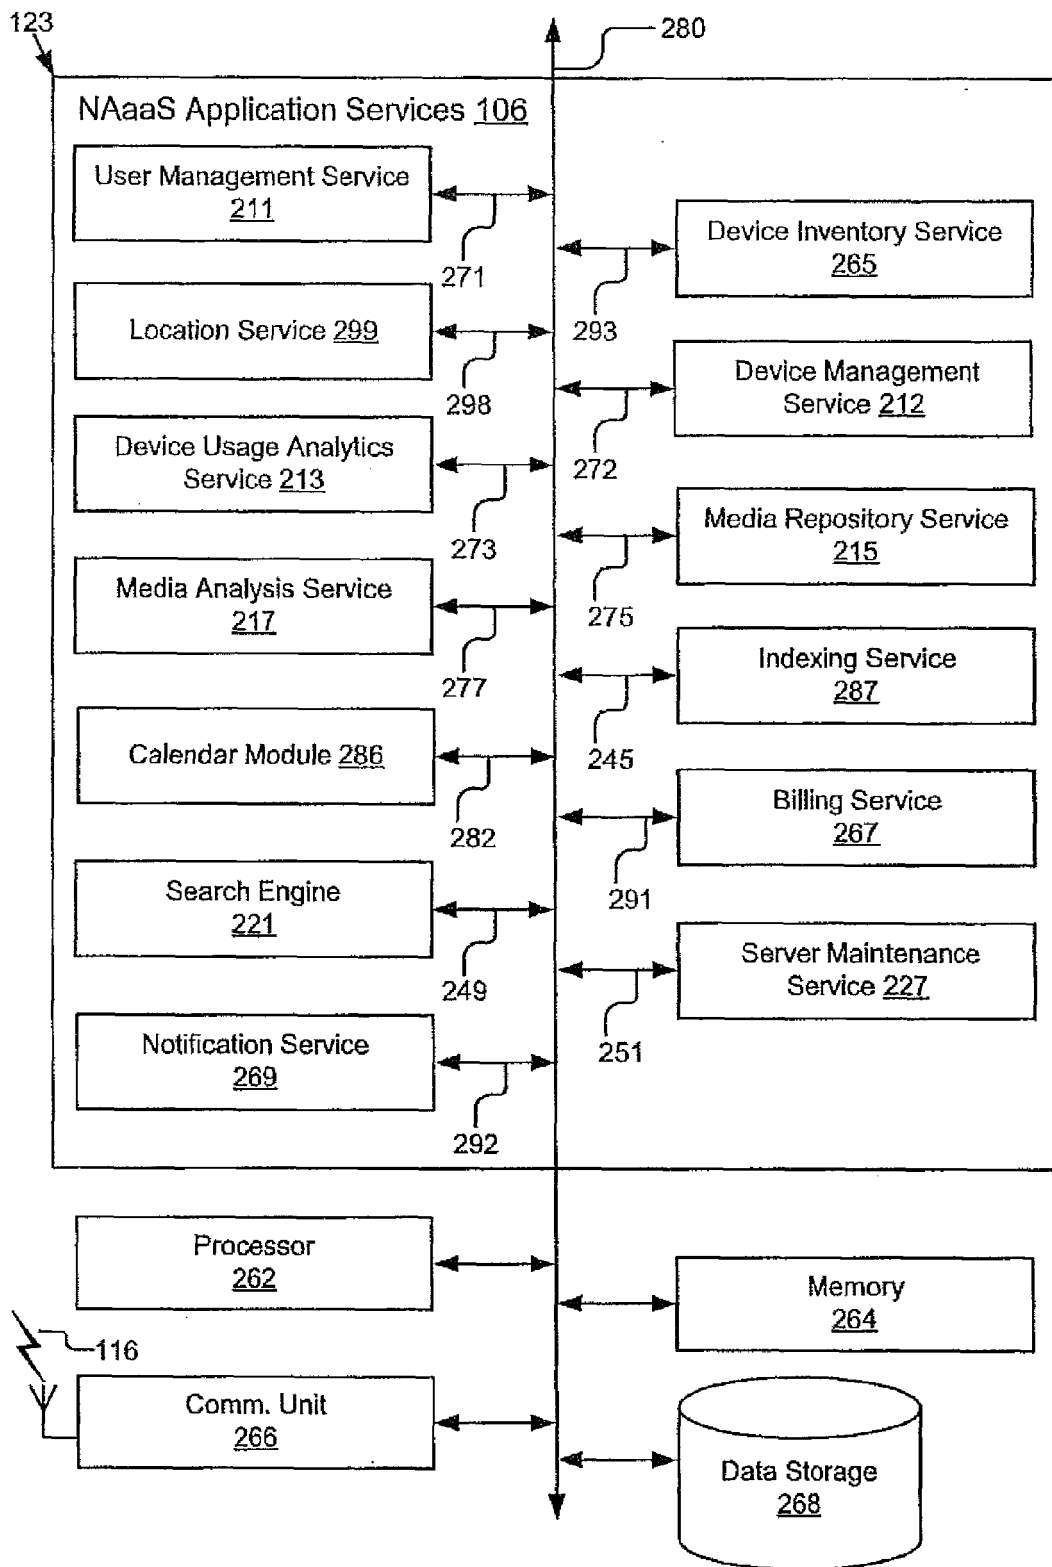 123
280
NAaaS Application Services 106
User Management Service
211
271
Device Inventory Service
265
293
Location Service 299
298
Device Management
Service 212
272
Device Usage Analytics
Service 213
273
Media Repository Service
215
275
Media Analysis Service
217
277
Indexing Service
287
245
Calendar Module 286
282
Billing Service
267
291
Search Engine
221
249
Server Maintenance
Service 227
251
Notification Service
269
292
Processor
262
Memory
264
116
Comm. Unit
266
Data Storage
268